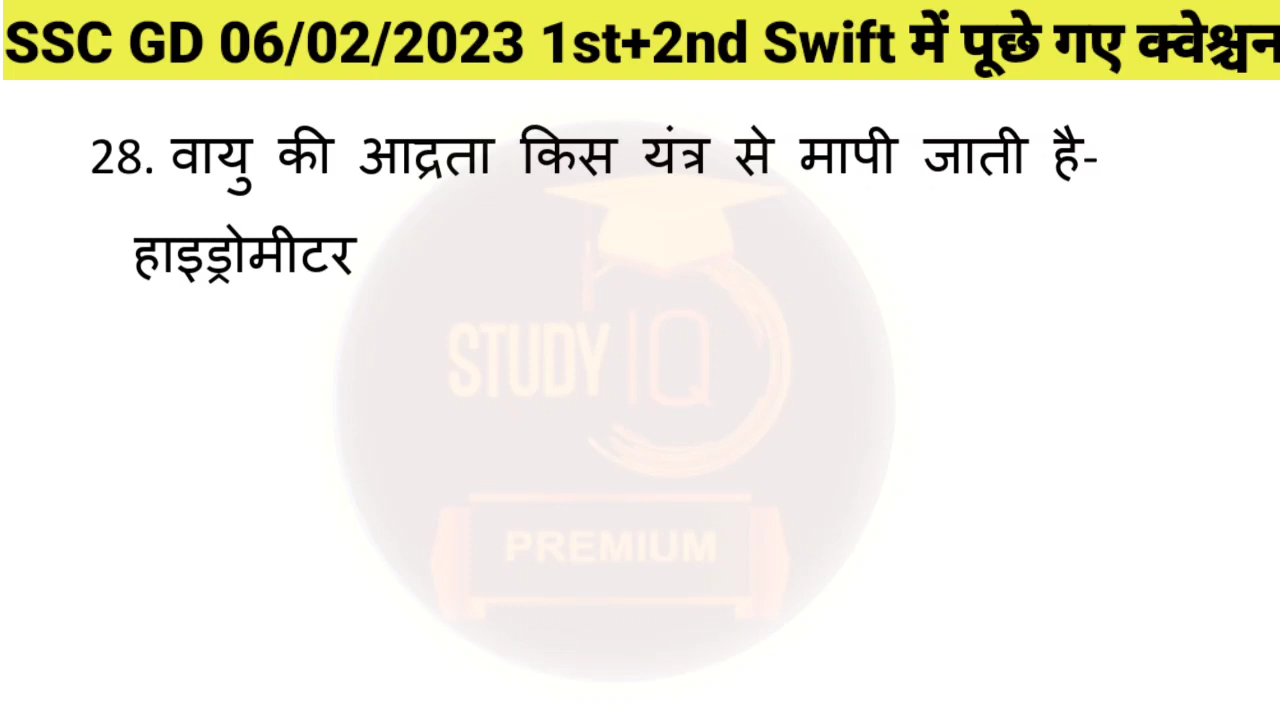 SSC GD 06/02/2023 1st+2nd Swift में पूछे गए क्वेश्चन
28. वायु की आद्रता किस यंत्र से मापी जाती है-
हाइड्रोमीटर
STUDY IQ
PREMIUM